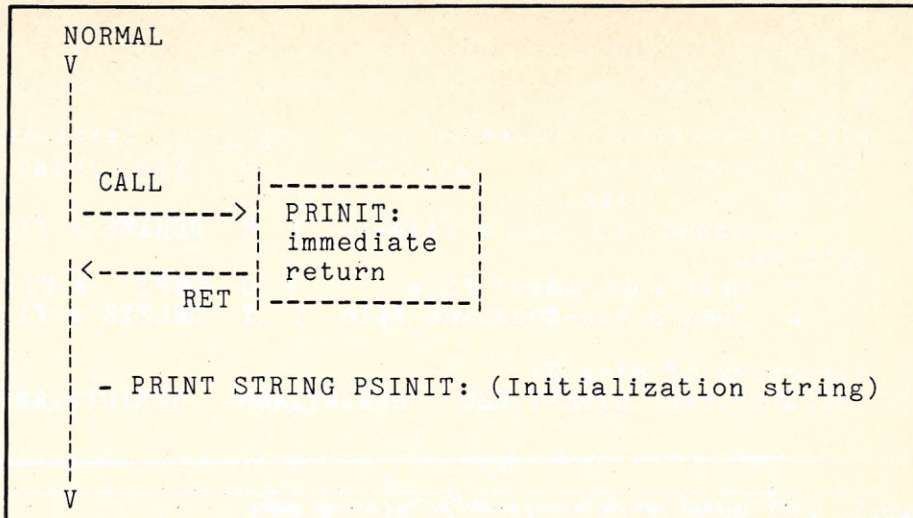 NORMAL
V
CALL
--------->
PRINIT:
immediate
return
<---------
RET
- PRINT STRING PSINIT: (Initialization string)
V